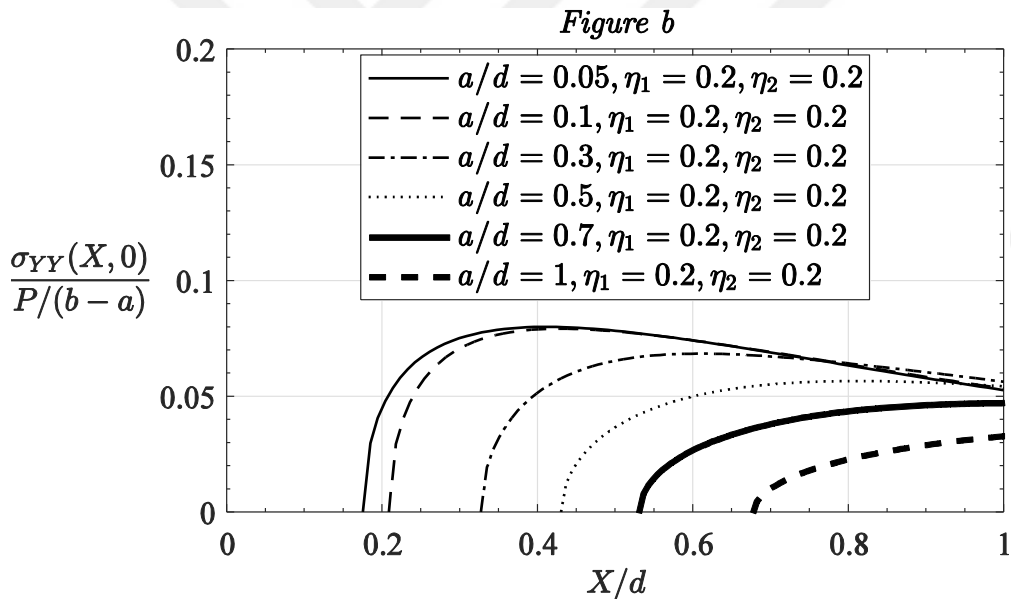 Figure b
0.2
0.15
0.1
0.05
0
σ_YY(X, 0)
P/(b − a)
a/d = 0.05, η₁ = 0.2, η₂ = 0.2
a/d = 0.1, η₁ = 0.2, η₂ = 0.2
a/d = 0.3, η₁ = 0.2, η₂ = 0.2
a/d = 0.5, η₁ = 0.2, η₂ = 0.2
a/d = 0.7, η₁ = 0.2, η₂ = 0.2
a/d = 1, η₁ = 0.2, η₂ = 0.2
0 0.2 0.4 0.6 0.8 1
X/d